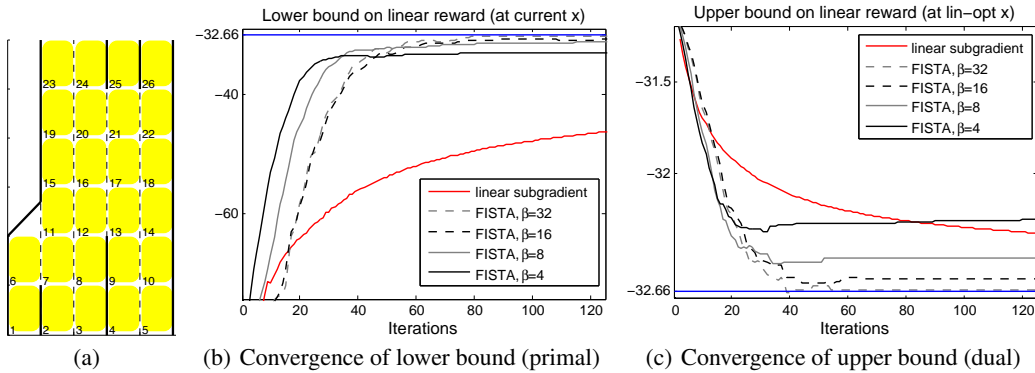 23 24 25 26
19 20 21 22
15 16 17 18
11 12 13 14
6 7 8 9 10
1 2 3 4 5
(a)
Lower bound on linear reward (at current x)
-32.66
-40
-60
linear subgradient
FISTA, β=32
FISTA, β=16
FISTA, β=8
FISTA, β=4
0 20 40 60 80 100 120
Iterations
(b) Convergence of lower bound (primal)
Upper bound on linear reward (at lin-opt x)
-31.5
-32
-32.66
linear subgradient
FISTA, β=32
FISTA, β=16
FISTA, β=8
FISTA, β=4
0 20 40 60 80 100 120
Iterations
(c) Convergence of upper bound (dual)